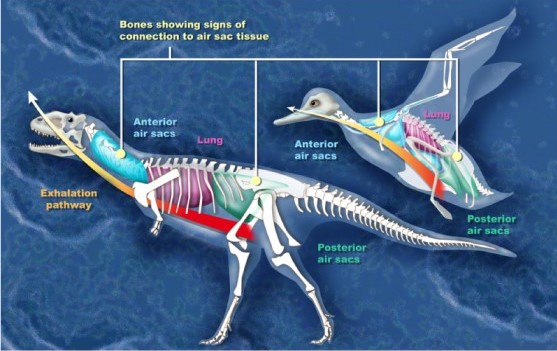 Bones showing signs of
connection to air sac tissue
Anterior
air sacs
Lung
Exhalation
pathway
Posterior
air sacs
Lung
Anterior
air sacs
Posterior
air sacs